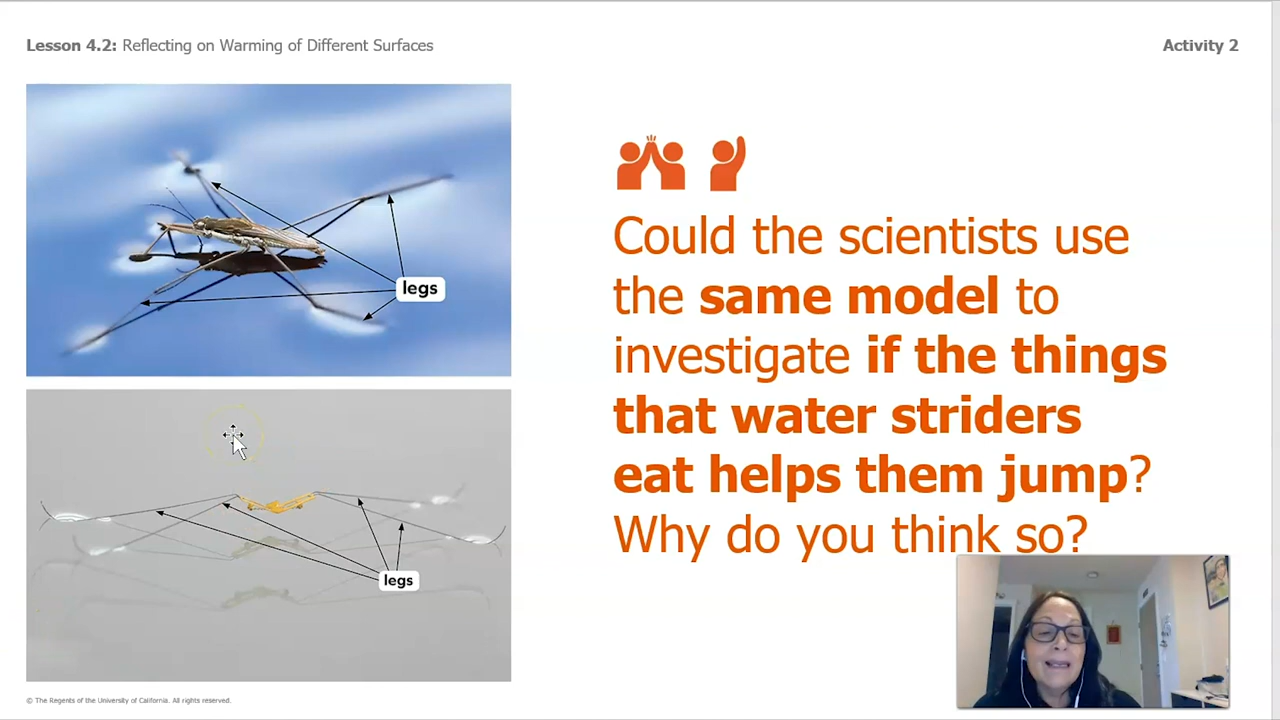 Lesson 4.2: Reflecting on Warming of Different Surfaces
Activity 2
legs
legs
Could the scientists use
the same model to
investigate if the things
that water striders
eat helps them jump?
Why do you think so?
© The Regents of the University of California. All rights reserved.